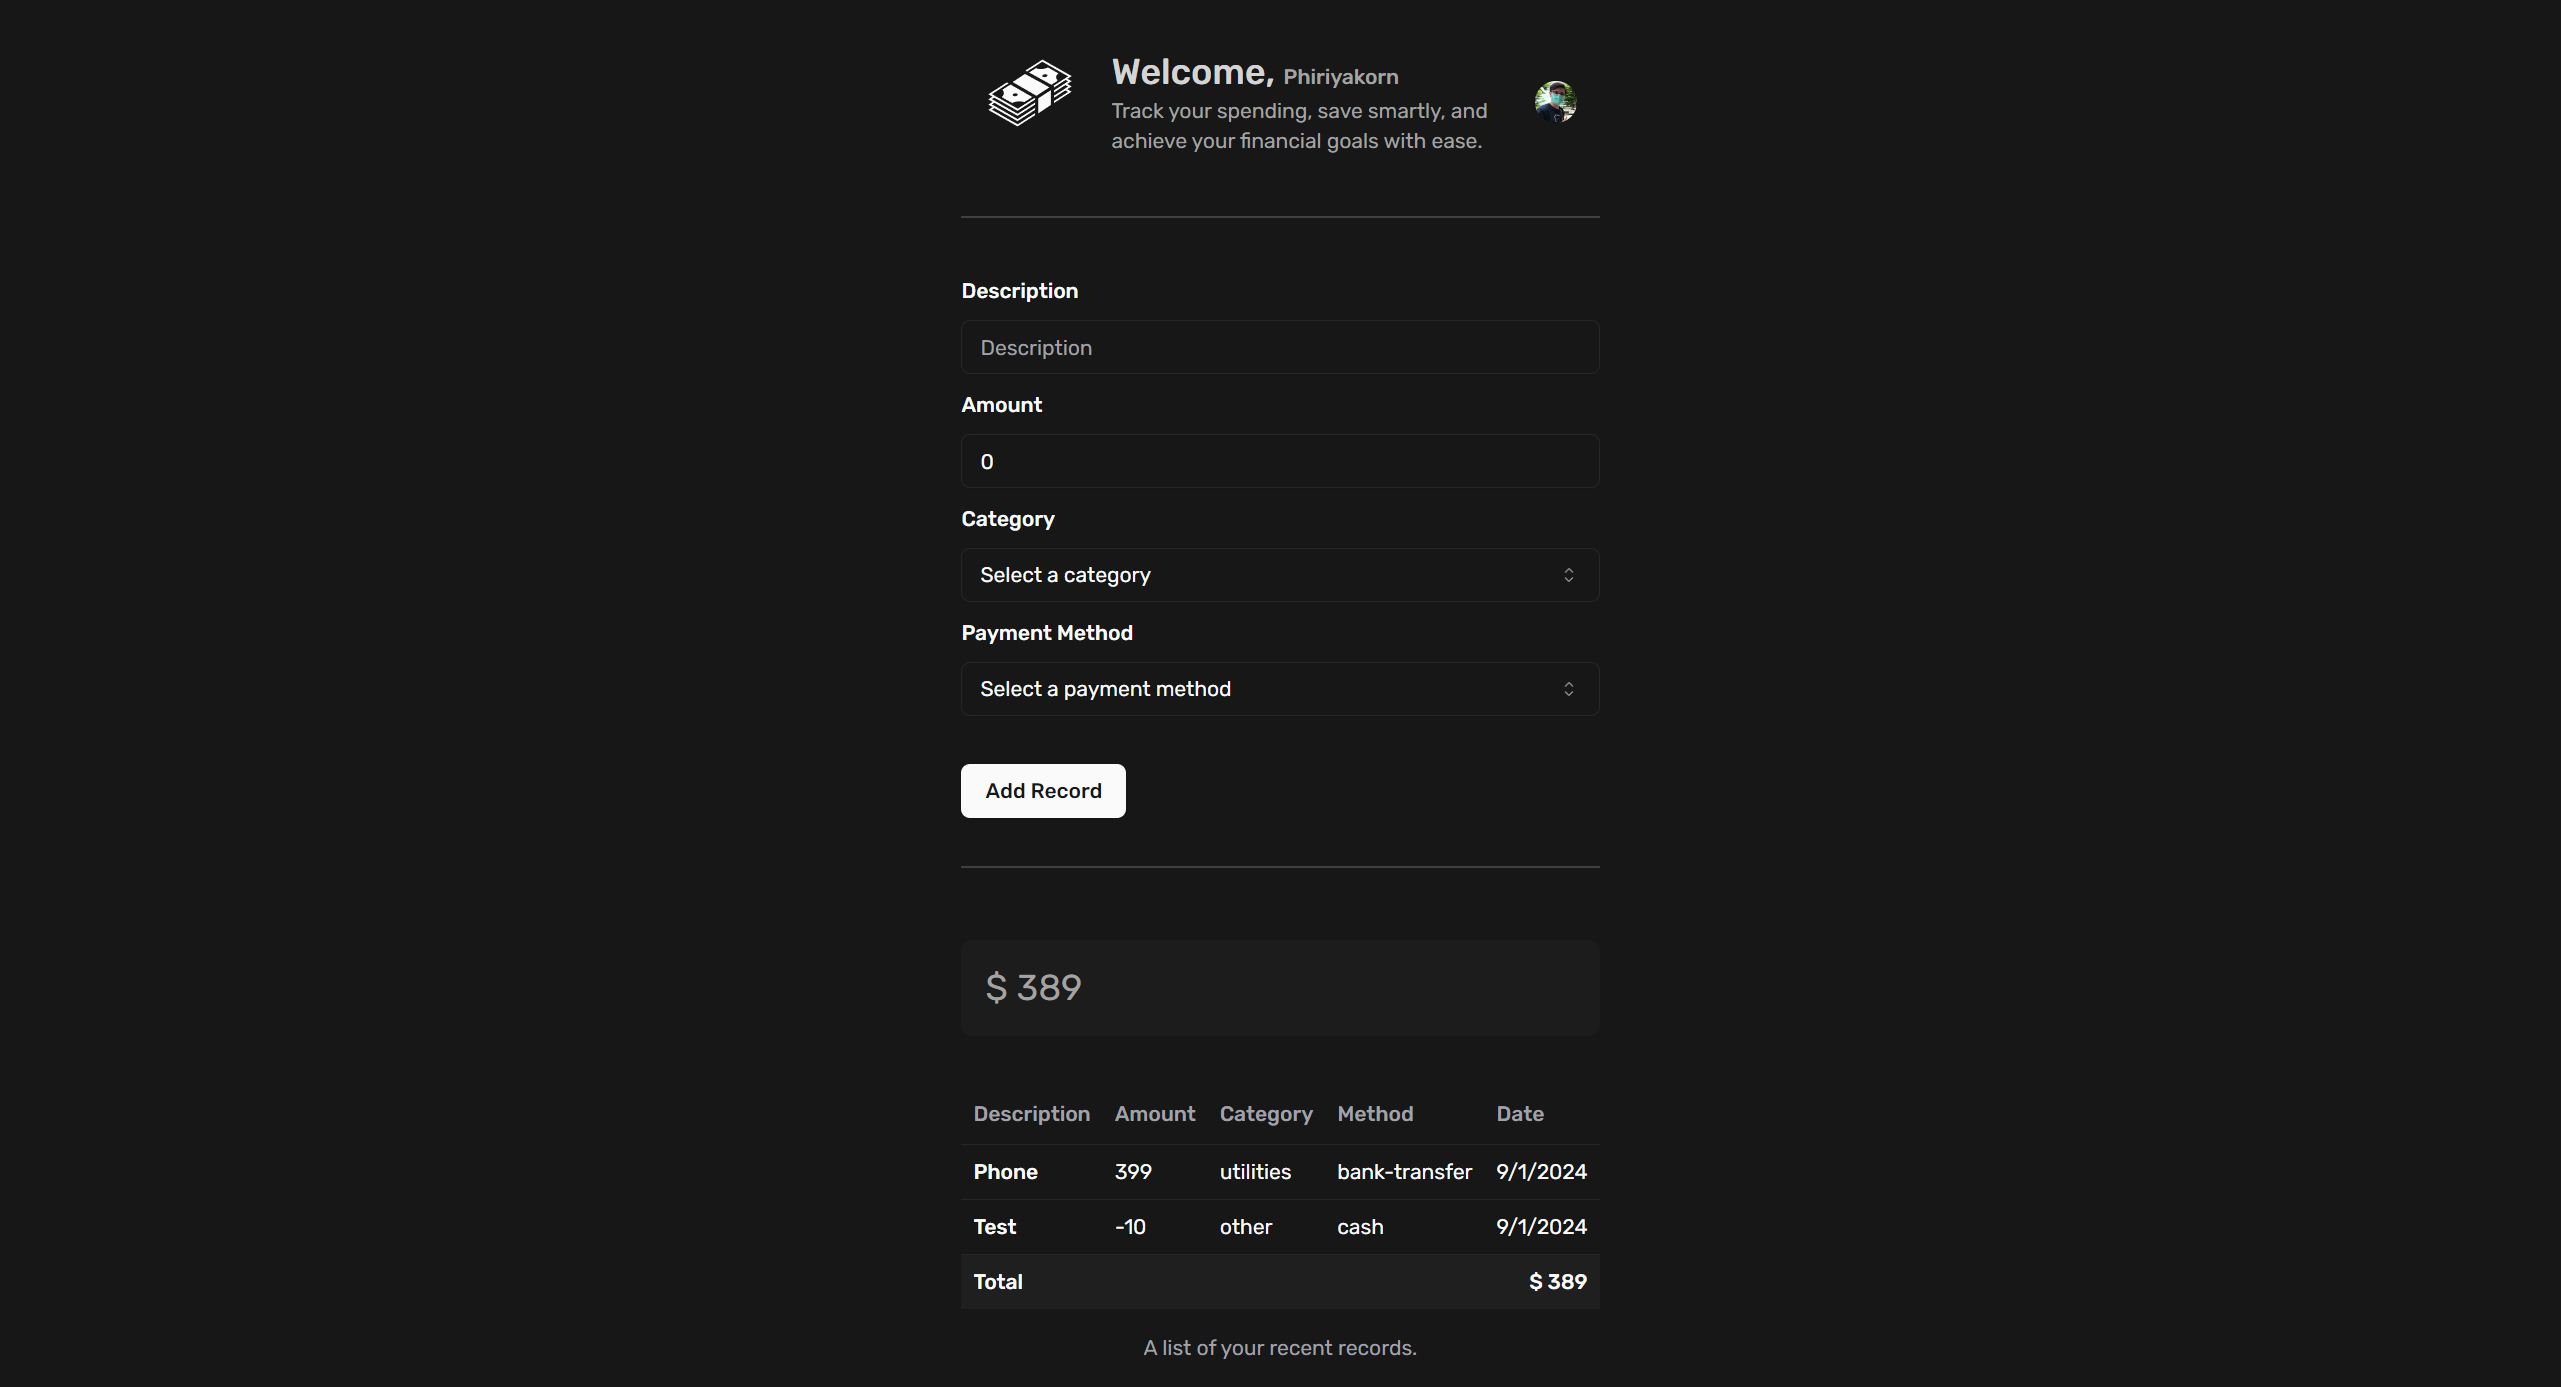 Welcome, Phiriyakorn
Track your spending, save smartly, and
achieve your financial goals with ease.
Description
Description
Amount
0
Category
Select a category
Payment Method
Select a payment method
Add Record
$ 389
Description Amount Category Method Date
Phone 399 utilities bank-transfer 9/1/2024
Test -10 other cash 9/1/2024
Total $ 389
A list of your recent records.